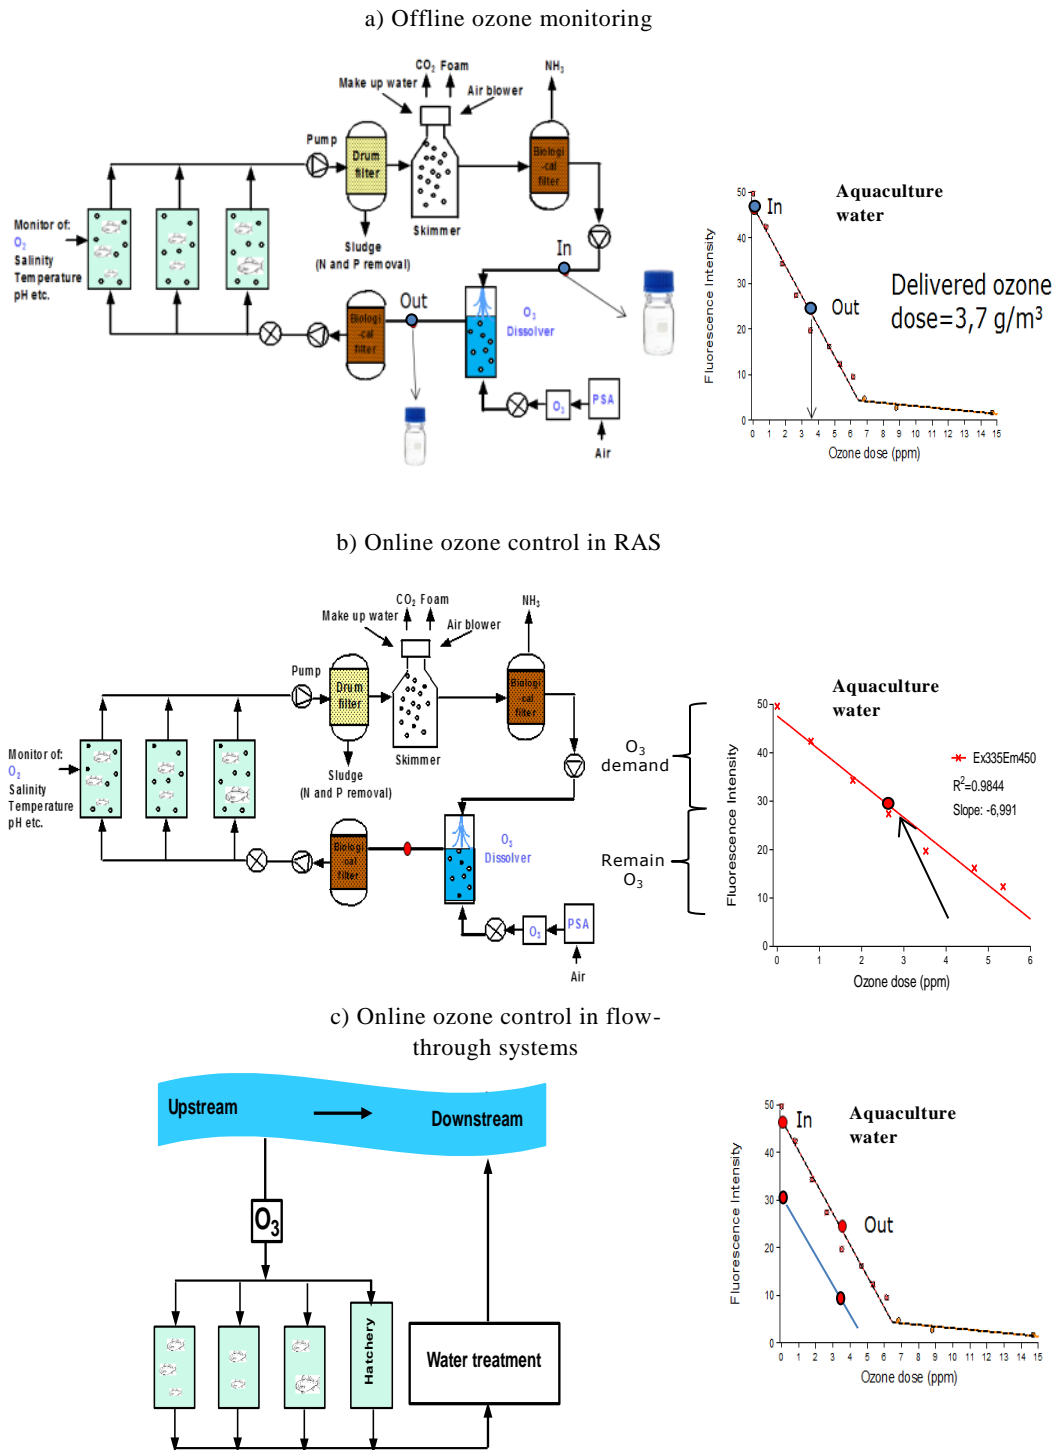 a) Offline ozone monitoring
CO₂ Foam
NH₃
Make up water
Air blower
Pump
Drum
filter
Biologi
-cal
filter
Skimmer
Monitor of:
O₂
Salinity
Temperature
pH etc.
Sludge
(N and P removal)
In
Out
Biologi
-cal
filter
O₃
Dissolver
O₃
PSA
Air
Aquaculture
water
In
Out
Delivered ozone
dose=3,7 g/m³
Fluorescence Intensity
50
40
30
20
10
0
0 1 2 3 4 5 6 7 8 9 10 11 12 13 14 15
Ozone dose (ppm)
b) Online ozone control in RAS
CO₂ Foam
NH₃
Make up water
Air blower
Pump
Drum
filter
Biologi
-cal
filter
Skimmer
Monitor of:
O₂
Salinity
Temperature
pH etc.
Sludge
(N and P removal)
Biologi
-cal
filter
O₃
Dissolver
O₃
PSA
Air
O₃
demand
Remain
O₃
Aquaculture
water
Ex335Em450
R²=0.9844
Slope: -6,991
Fluorescence Intensity
50
40
30
20
10
0
0 1 2 3 4 5 6
Ozone dose (ppm)
c) Online ozone control in flow-
through systems
Upstream
Downstream
O₃
Hatchery
Water treatment
Aquaculture
water
In
Out
Fluorescence Intensity
50
40
30
20
10
0
0 1 2 3 4 5 6 7 8 9 10 11 12 13 14 15
Ozone dose (ppm)